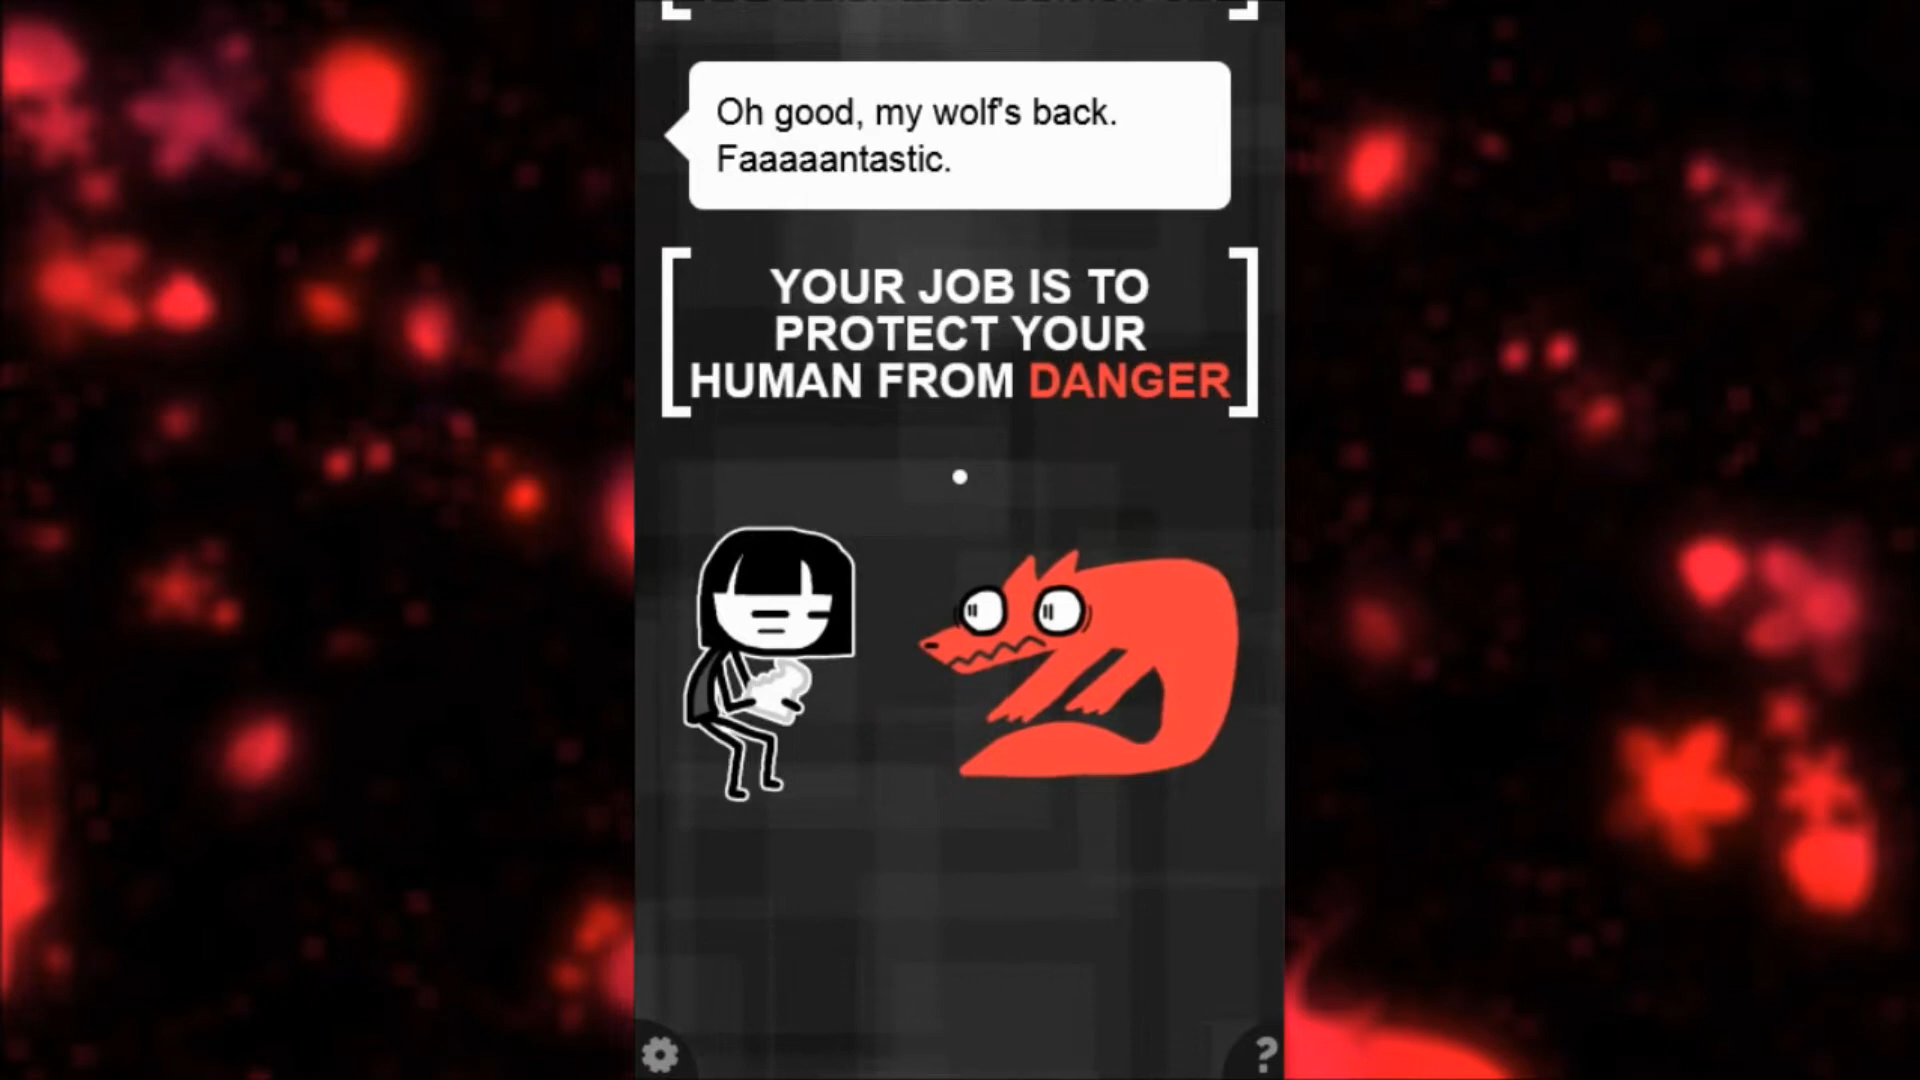 Oh good, my wolf's back.
Faaaaantastic.
YOUR JOB IS TO
PROTECT YOUR
HUMAN FROM DANGER
?